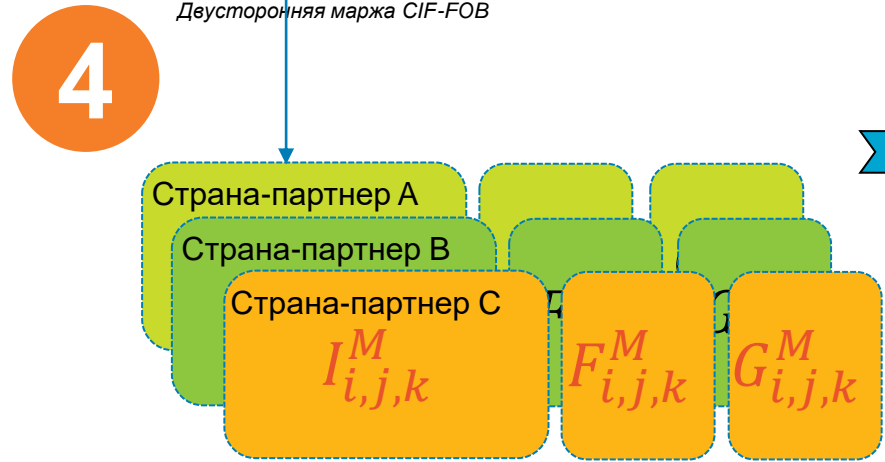 Двусторонняя маржа CIF-FOB
4
Страна-партнер A
Страна-партнер B
Страна-партнер C
I^M_{i,j,k} F^M_{i,j,k} G^M_{i,j,k}